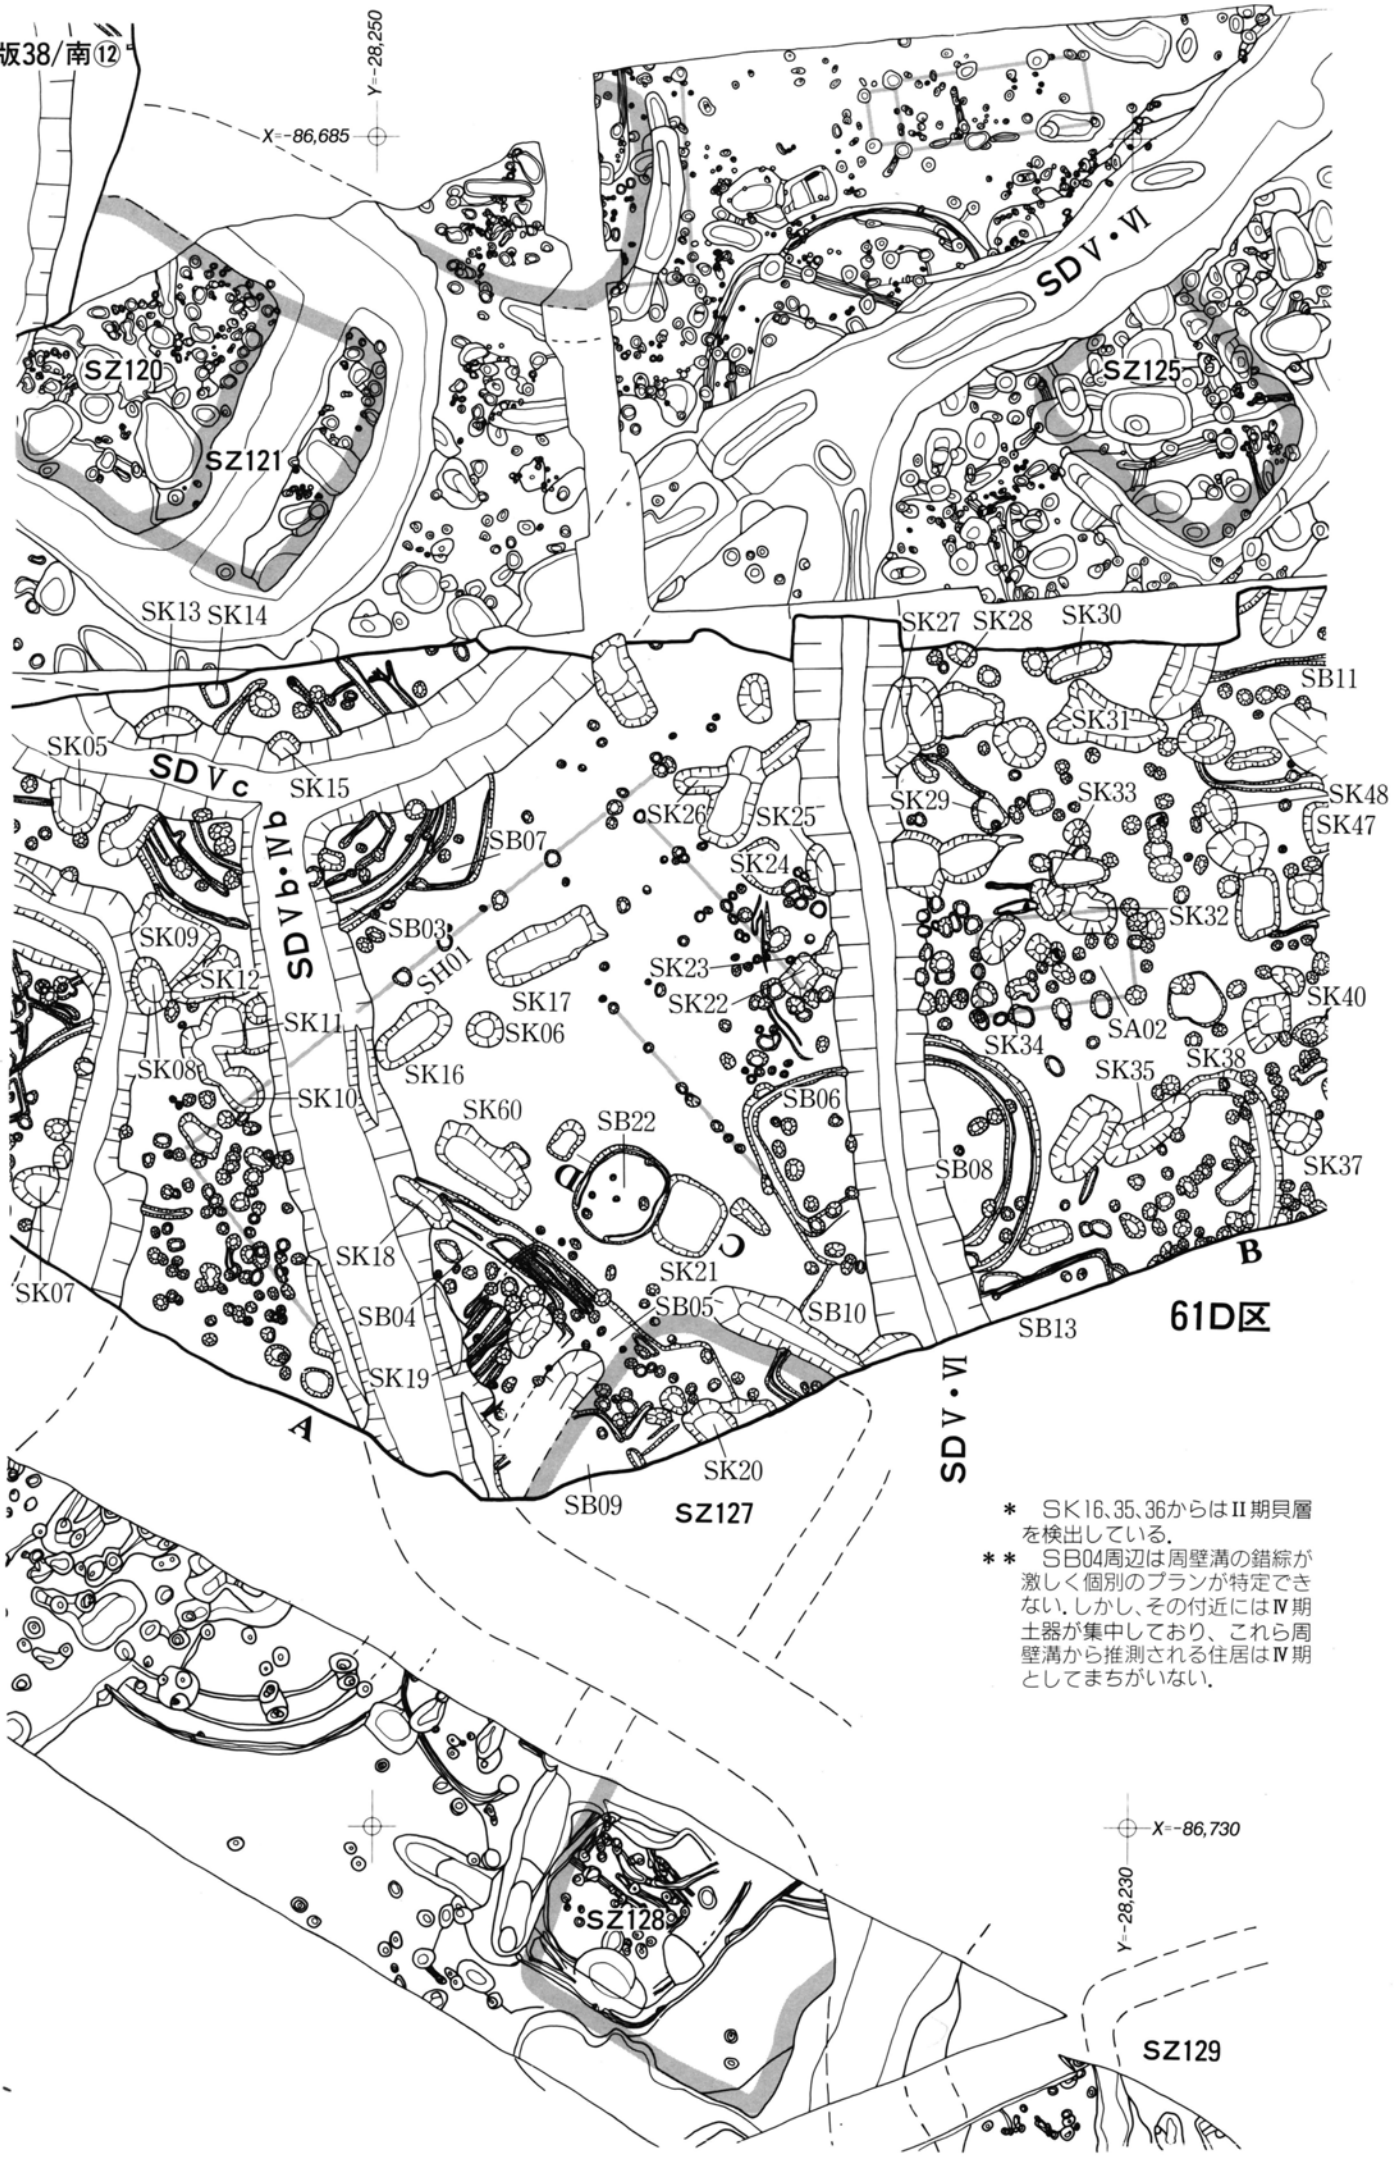 版38/南⑫
Y=-28,250
X=-86,685
SD V・VI
SZ120
SZ125
SZ121
SK13 SK14
SK27 SK28 SK30
SB11
SK05
SD V c
SK15
SK31
SK26
SK25
SK29
SK33
SK48
SK47
SD Vb・IVb
SB07
SK24
SK32
SB03
SK09
SH01
SK12
SK23
SK17
SK22
SK40
SK11
SK06
SA02
SK34
SK38
SK08
SK16
SK35
SK10
SB06
SK60
SB22
SK37
SB08
D
SK18
C
SK21
B
SK07
SB04
SB05
SB10
SB13
61D区
SK19
A
SD V・VI
SK20
SB09
SZ127
* SK16、35、36からはⅡ期貝層
を検出している.
** SB04周辺は周壁溝の錯綜が
激しく個別のプランが特定でき
ない.しかし、その付近にはⅣ期
土器が集中しており、これら周
壁溝から推測される住居はⅣ期
としてまちがいない.
X=-86,730
Y=-28,230
SZ128
SZ129